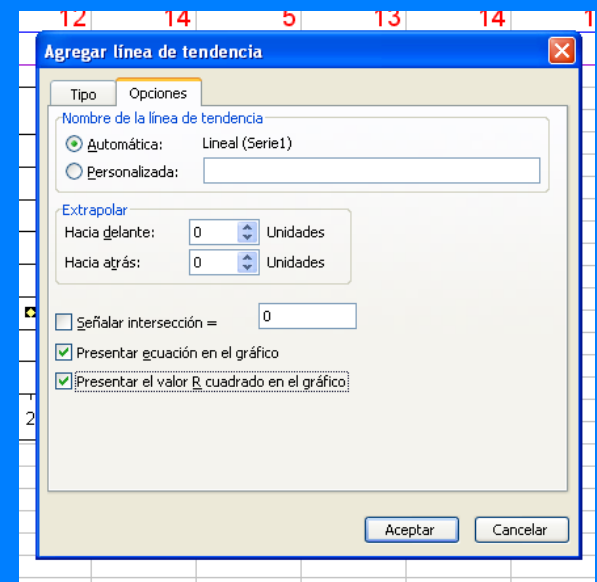 12 14 5 13 14 1
Agregar línea de tendencia
Tipo Opciones
Nombre de la línea de tendencia
Automática: Lineal (Serie1)
Personalizada:
Extrapolar
Hacia delante: 0 Unidades
Hacia atrás: 0 Unidades
Señalar intersección = 0
Presentar ecuación en el gráfico
Presentar el valor R cuadrado en el gráfico
2
Aceptar Cancelar